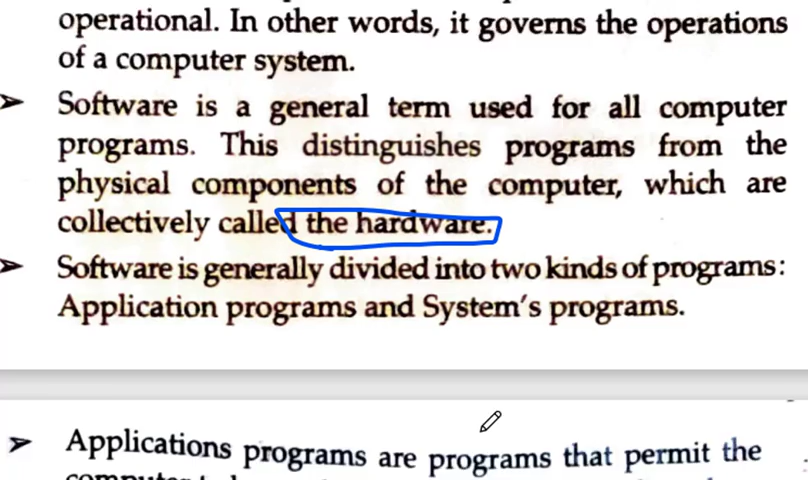 operational. In other words, it governs the operations
of a computer system.
➢ Software is a general term used for all computer
programs. This distinguishes programs from the
physical components of the computer, which are
collectively called the hardware.
➢ Software is generally divided into two kinds of programs:
Application programs and System's programs.
➢ Applications programs are programs that permit the